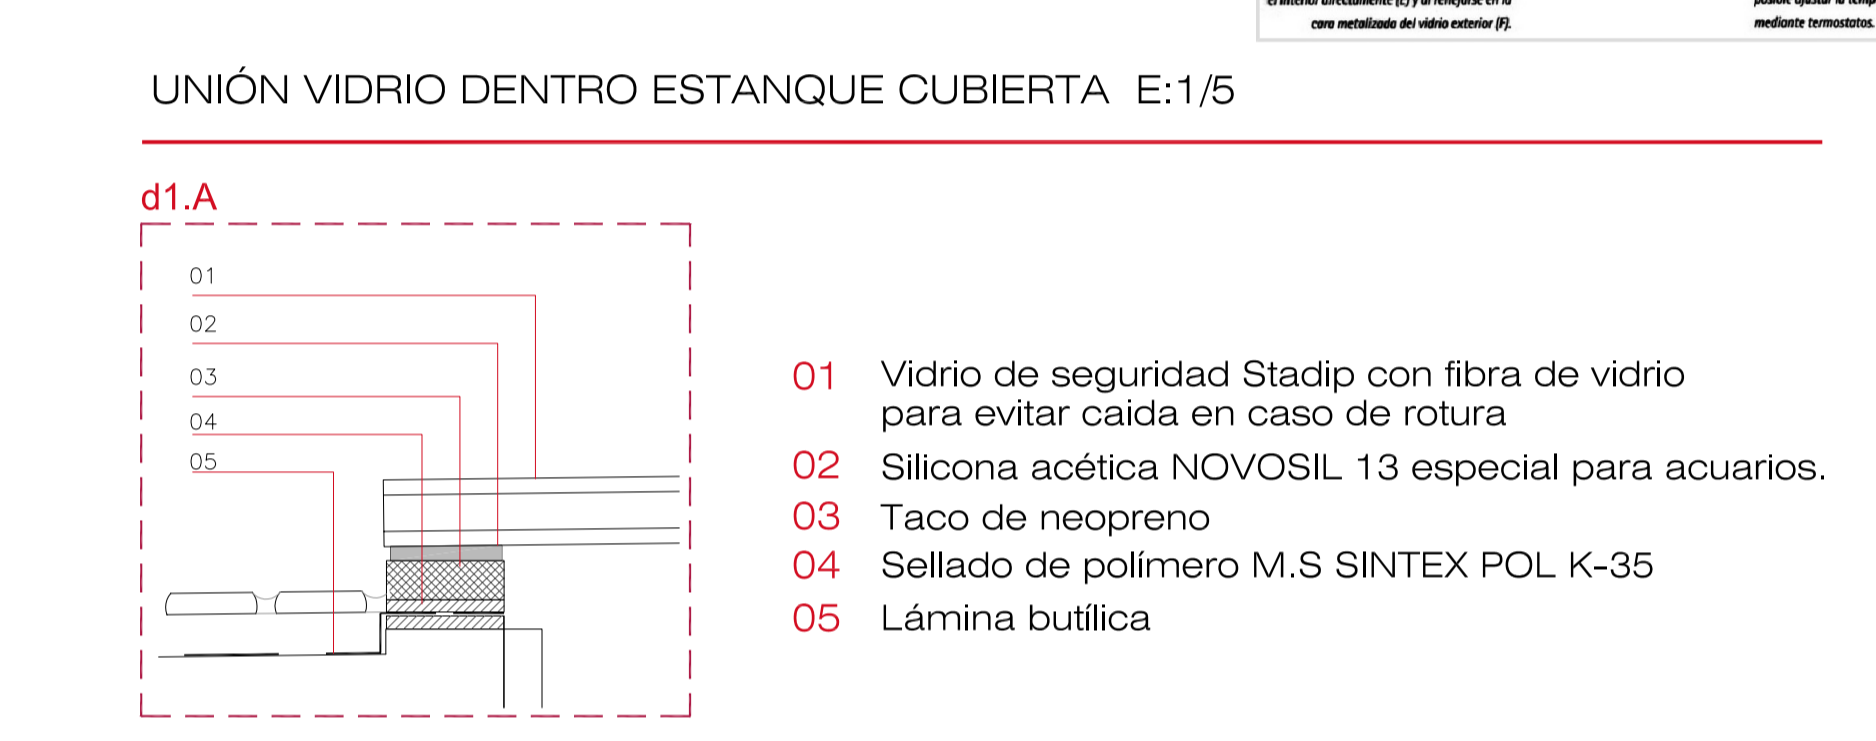 cara metalizada del vidrio exterior (F).
mediante termostatos.
UNIÓN VIDRIO DENTRO ESTANQUE CUBIERTA E:1/5
d1.A
01
02
03
04
05
01 Vidrio de seguridad Stadip con fibra de vidrio
para evitar caida en caso de rotura
02 Silicona acética NOVOSIL 13 especial para acuarios.
03 Taco de neopreno
04 Sellado de polímero M.S SINTEX POL K-35
05 Lámina butílica